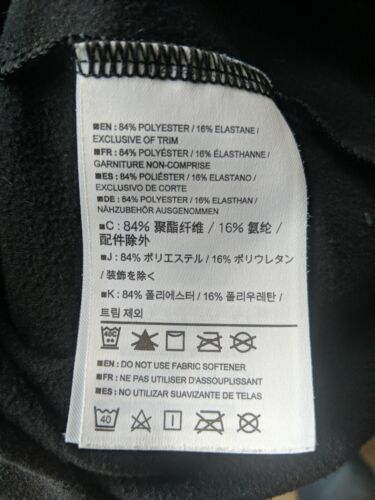 ■EN: 84% POLYESTER / 16% ELASTANE /
EXCLUSIVE OF TRIM
■FR: 84% POLYÉSTER / 16% ÉLASTHANNE /
GARNITURE NON-COMPRISE
■ES: 84% POLIÉSTER / 16% ELASTANO /
EXCLUSIVO DE CORTE
■DE: 84% POLYESTER / 16% ELASTHAN /
NÄHZUBEHÖR AUSGENOMMEN
■C: 84% 聚酯纤维 / 16% 氨纶 /
配件除外
■J: 84% ポリエステル / 16% ポリウレタン
/ 装飾を除く
■K: 84% 폴리에스터 / 16% 폴리우레탄 /
트림 제외
40C
■EN: DO NOT USE FABRIC SOFTENER
■FR: NE PAS UTILISER D'ASSOUPLISSANT
■ES: NO UTILIZAR SUAVIZANTE DE TELAS
40